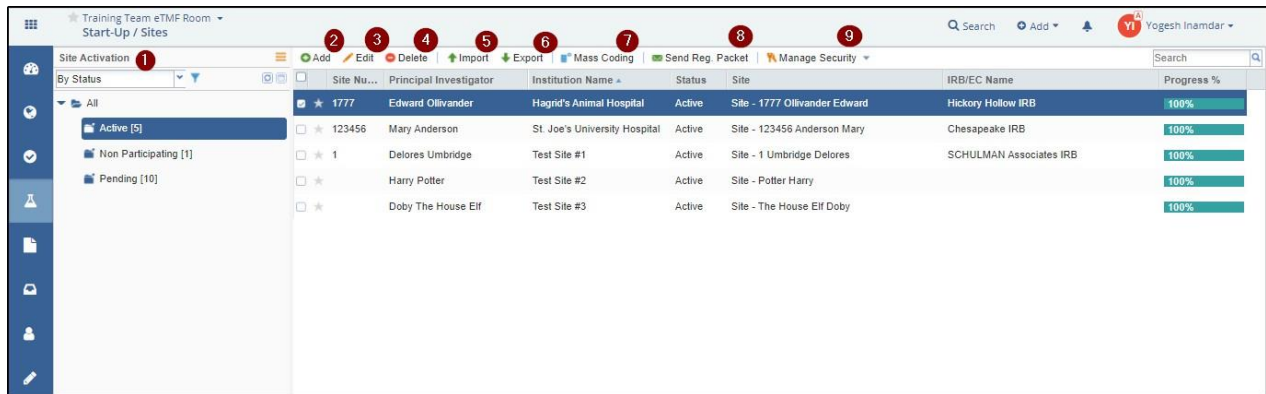 Training Team eTMF Room
Start-Up / Sites
Search Add YI A Yogesh Inamdar
Site Activation 1
2 3 4 5 6 7 8 9
Add Edit Delete Import Export Mass Coding Send Reg. Packet Manage Security Search
By Status
Site Nu... Principal Investigator Institution Name Status Site IRB/EC Name Progress %
All
1777 Edward Ollivander Hagrid's Animal Hospital Active Site - 1777 Ollivander Edward Hickory Hollow IRB 100%
Active [5]
123456 Mary Anderson St. Joe's University Hospital Active Site - 123456 Anderson Mary Chesapeake IRB 100%
Non Participating [1]
1 Delores Umbridge Test Site #1 Active Site - 1 Umbridge Delores SCHULMAN Associates IRB 100%
Pending [10]
Harry Potter Test Site #2 Active Site - Potter Harry 100%
Doby The House Elf Test Site #3 Active Site - The House Elf Doby 100%